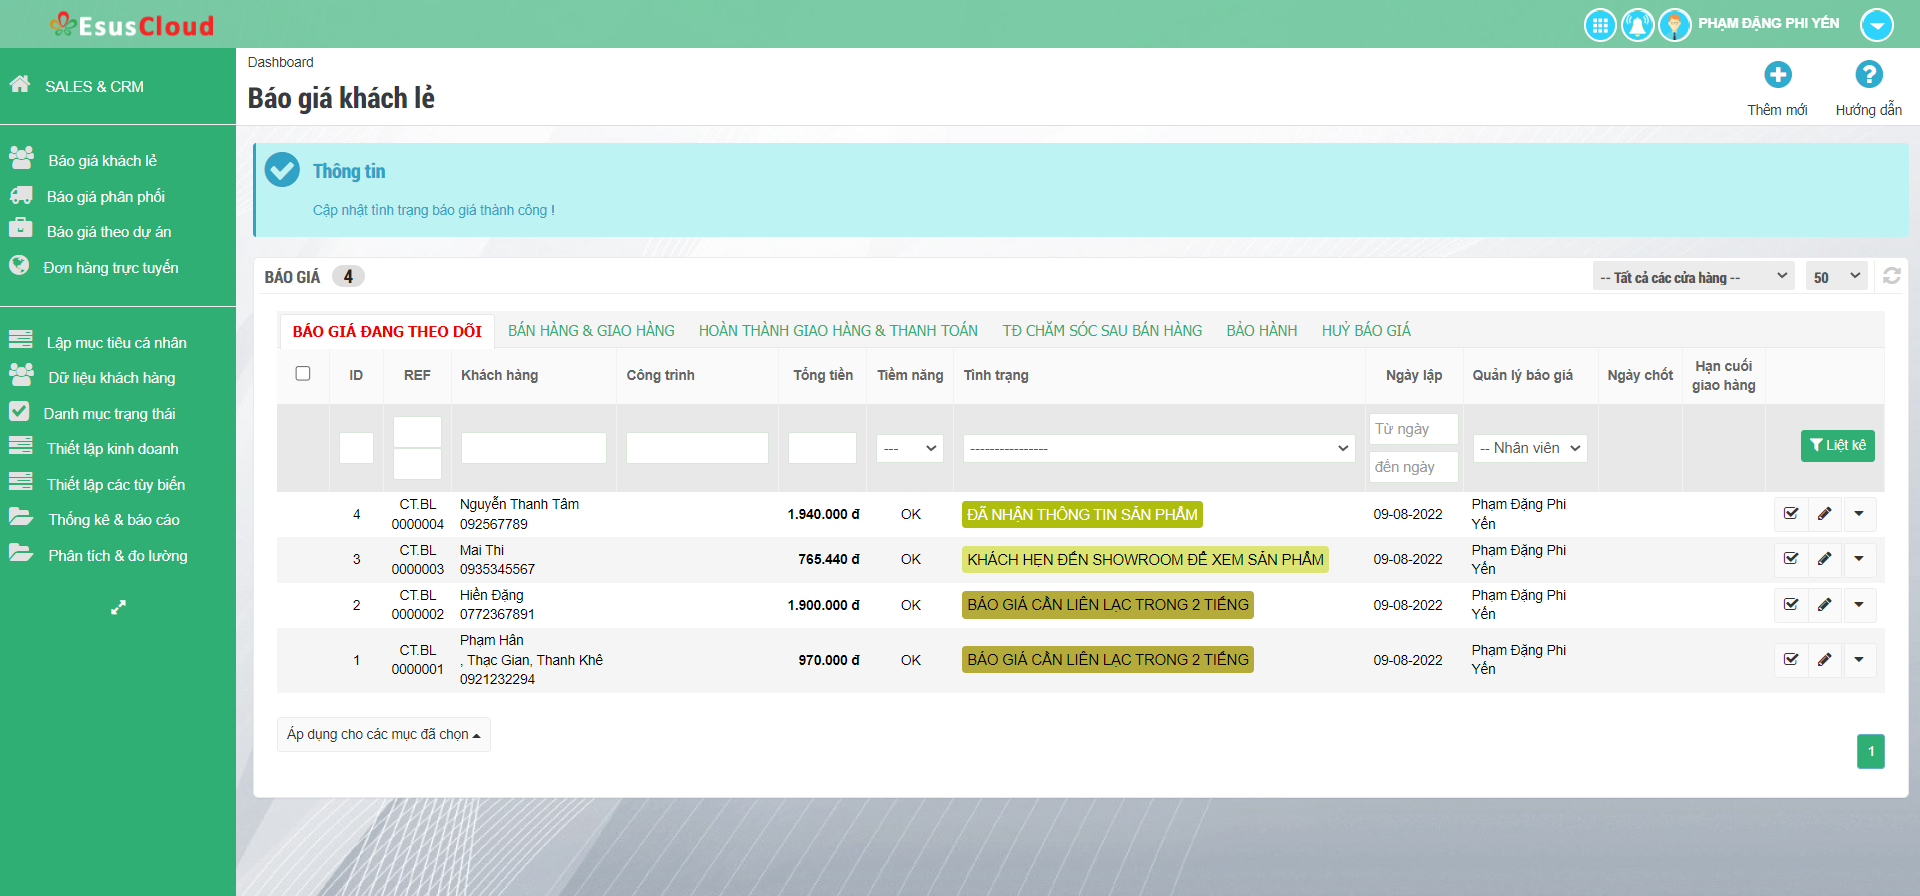 EsusCloud
PHẠM ĐẶNG PHI YẾN
SALES & CRM
Báo giá khách lẻ
Báo giá phân phối
Báo giá theo dự án
Đơn hàng trực tuyến
Lập mục tiêu cá nhân
Dữ liệu khách hàng
Danh mục trạng thái
Thiết lập kinh doanh
Thiết lập các tùy biến
Thống kê & báo cáo
Phân tích & đo lường
Dashboard
Báo giá khách lẻ
Thêm mới
Hướng dẫn
Thông tin
Cập nhật tình trạng báo giá thành công !
BÁO GIÁ 4
-- Tất cả các cửa hàng --
50
BÁO GIÁ ĐANG THEO DÕI BÁN HÀNG & GIAO HÀNG HOÀN THÀNH GIAO HÀNG & THANH TOÁN TĐ CHĂM SÓC SAU BÁN HÀNG BẢO HÀNH HUỶ BÁO GIÁ
ID REF Khách hàng Công trình Tổng tiền Tiềm năng Tình trạng Ngày lập Quản lý báo giá Ngày chốt Hạn cuối
giao hàng
Từ ngày
--- ---------------- -- Nhân viên Liệt kê
đến ngày
CT.BL Nguyễn Thanh Tâm Phạm Đặng Phi
4 1.940.000 đ OK ĐÃ NHẬN THÔNG TIN SẢN PHẨM 09-08-2022
0000004 092567789 Yến
CT.BL Mai Thi Phạm Đặng Phi
3 765.440 đ OK KHÁCH HẸN ĐẾN SHOWROOM ĐỂ XEM SẢN PHẨM 09-08-2022
0000003 0935345567 Yến
CT.BL Hiền Đặng Phạm Đặng Phi
2 1.900.000 đ OK BÁO GIÁ CẦN LIÊN LẠC TRONG 2 TIẾNG 09-08-2022
0000002 0772367891 Yến
Phạm Hân
CT.BL Phạm Đặng Phi
1 , Thạc Gian, Thanh Khê 970.000 đ OK BÁO GIÁ CẦN LIÊN LẠC TRONG 2 TIẾNG 09-08-2022
0000001 Yến
0921232294
Áp dụng cho các mục đã chọn
1